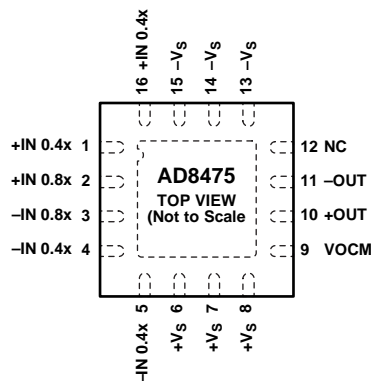 16 +IN 0.4x
15 –VS
14 –VS
13 –VS
+IN 0.4x 1
+IN 0.8x 2
–IN 0.8x 3
–IN 0.4x 4
AD8475
TOP VIEW
(Not to Scale
12 NC
11 –OUT
10 +OUT
9 VOCM
–IN 0.4x 5
+VS 6
+VS 7
+VS 8